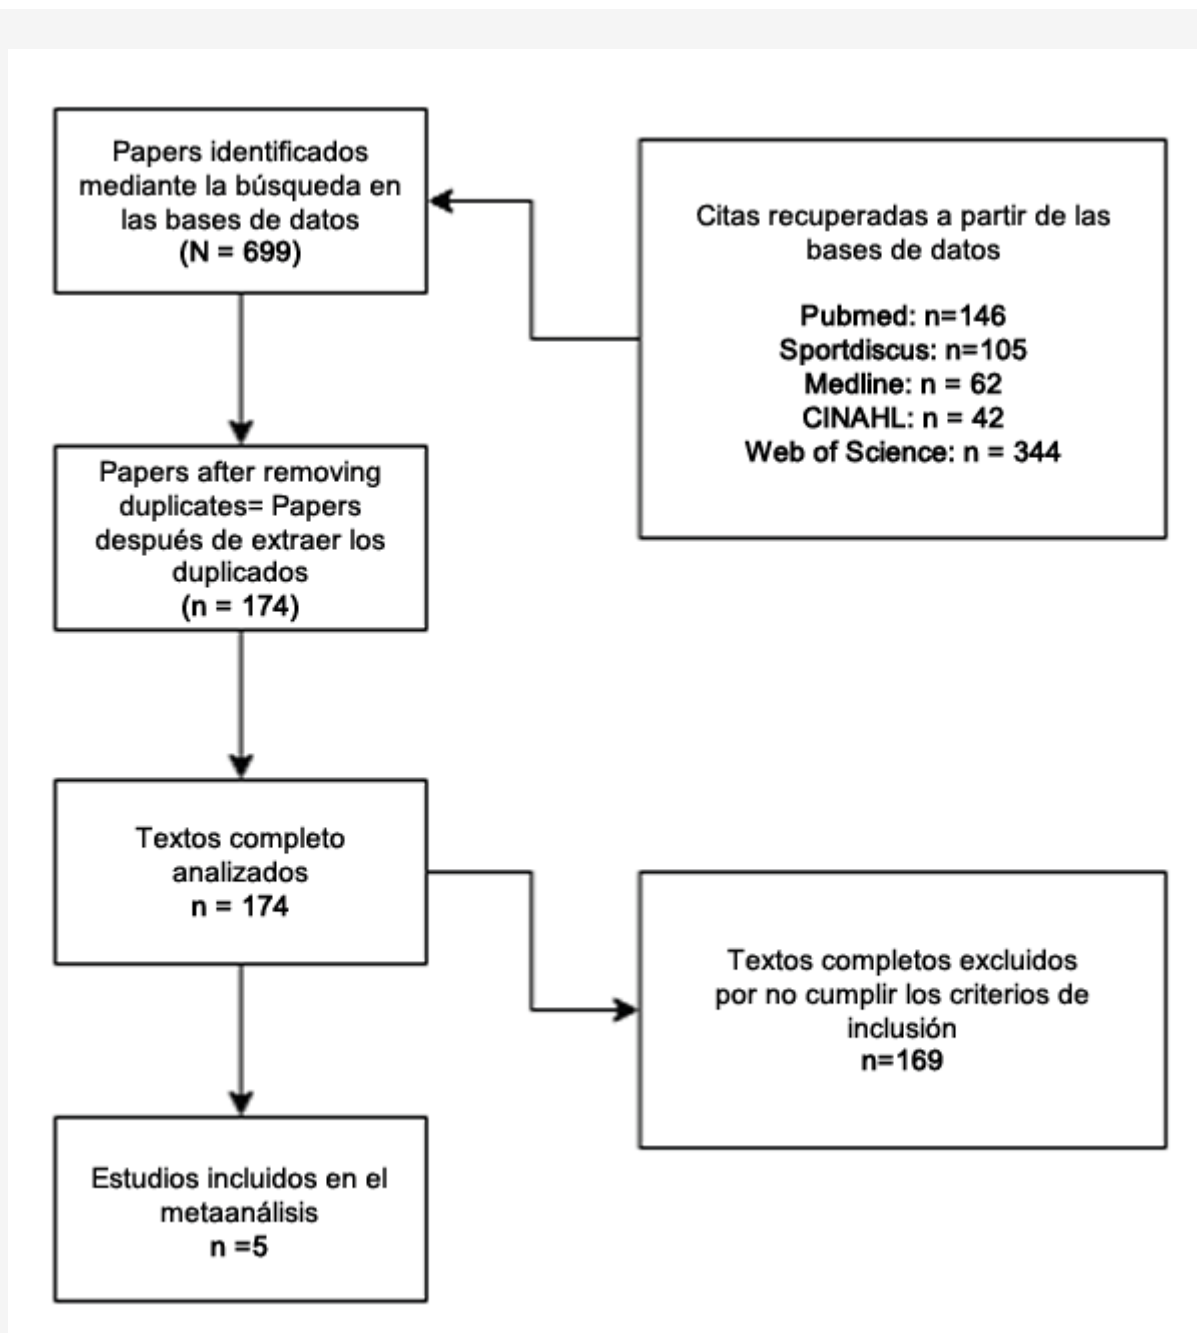 Papers identificados
mediante la búsqueda en
las bases de datos
(N = 699)
Citas recuperadas a partir de las
bases de datos
Pubmed: n=146
Sportdiscus: n=105
Medline: n = 62
CINAHL: n = 42
Web of Science: n = 344
Papers after removing
duplicates= Papers
después de extraer los
duplicados
(n = 174)
Textos completo
analizados
n = 174
Textos completos excluidos
por no cumplir los criterios de
inclusión
n=169
Estudios incluidos en el
metaanálisis
n =5